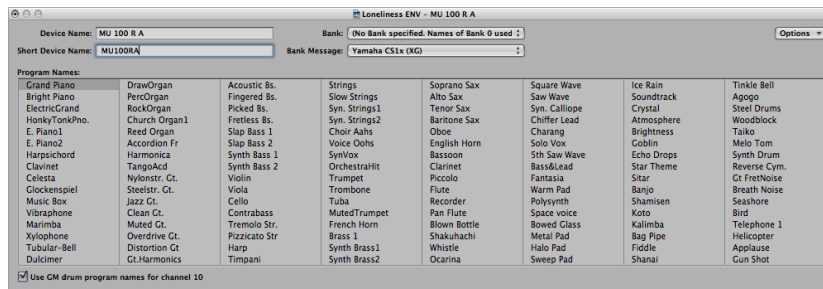 Loneliness ENV – MU 100 R A
Device Name: MU 100 R A Bank: (No Bank specified. Names of Bank 0 used Options
Short Device Name: MU100RA Bank Message: Yamaha CS1x (XG)
Program Names:
Grand Piano DrawOrgan Acoustic Bs. Strings Soprano Sax Square Wave Ice Rain Tinkle Bell
Bright Piano PercOrgan Fingered Bs. Slow Strings Alto Sax Saw Wave Soundtrack Agogo
ElectricGrand RockOrgan Picked Bs. Syn. Strings1 Tenor Sax Syn. Calliope Crystal Steel Drums
HonkyTonkPno. Church Organ1 Fretless Bs. Syn. Strings2 Baritone Sax Chiffer Lead Atmosphere Woodblock
E. Piano1 Reed Organ Slap Bass 1 Choir Aahs Oboe Charang Brightness Taiko
E. Piano2 Accordion Fr Slap Bass 2 Voice Oohs English Horn Solo Vox Goblin Melo Tom
Harpsichord Harmonica Synth Bass 1 SynVox Bassoon 5th Saw Wave Echo Drops Synth Drum
Clavinet TangoAcd Synth Bass 2 OrchestraHit Clarinet Bass&Lead Star Theme Reverse Cym.
Celesta Nylonstr. Gt. Violin Trumpet Piccolo Fantasia Sitar Gt FretNoise
Glockenspiel Steelstr. Gt. Viola Trombone Flute Warm Pad Banjo Breath Noise
Music Box Jazz Gt. Cello Tuba Recorder Polysynth Shamisen Seashore
Vibraphone Clean Gt. Contrabass MutedTrumpet Pan Flute Space voice Koto Bird
Marimba Muted Gt. Tremolo Str. French Horn Blown Bottle Bowed Glass Kalimba Telephone 1
Xylophone Overdrive Gt. Pizzicato Str Brass 1 Shakuhachi Metal Pad Bag Pipe Helicopter
Tubular-Bell Distortion Gt Harp Synth Brass1 Whistle Halo Pad Fiddle Applause
Dulcimer Gt.Harmonics Timpani Synth Brass2 Ocarina Sweep Pad Shanai Gun Shot
Use GM drum program names for channel 10